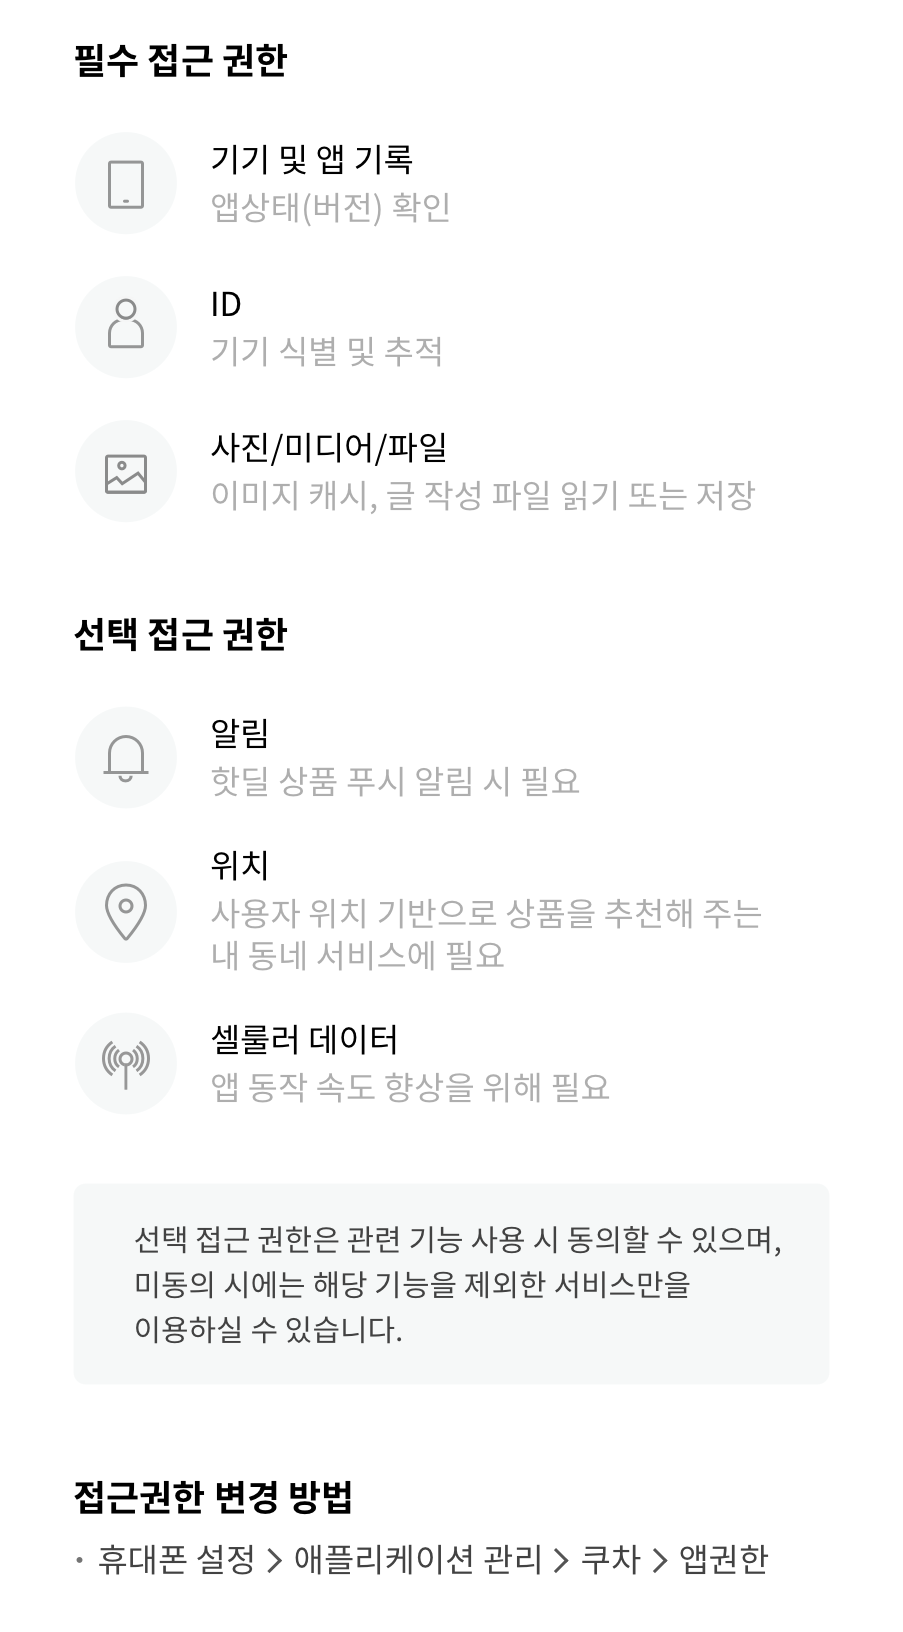 필수 접근 권한
기기 및 앱 기록
앱상태(버전) 확인
ID
기기 식별 및 추적
사진/미디어/파일
이미지 캐시, 글 작성 파일 읽기 또는 저장
선택 접근 권한
알림
핫딜 상품 푸시 알림 시 필요
위치
사용자 위치 기반으로 상품을 추천해 주는
내 동네 서비스에 필요
셀룰러 데이터
앱 동작 속도 향상을 위해 필요
선택 접근 권한은 관련 기능 사용 시 동의할 수 있으며,
미동의 시에는 해당 기능을 제외한 서비스만을
이용하실 수 있습니다.
접근권한 변경 방법
• 휴대폰 설정 > 애플리케이션 관리 > 쿠차 > 앱권한